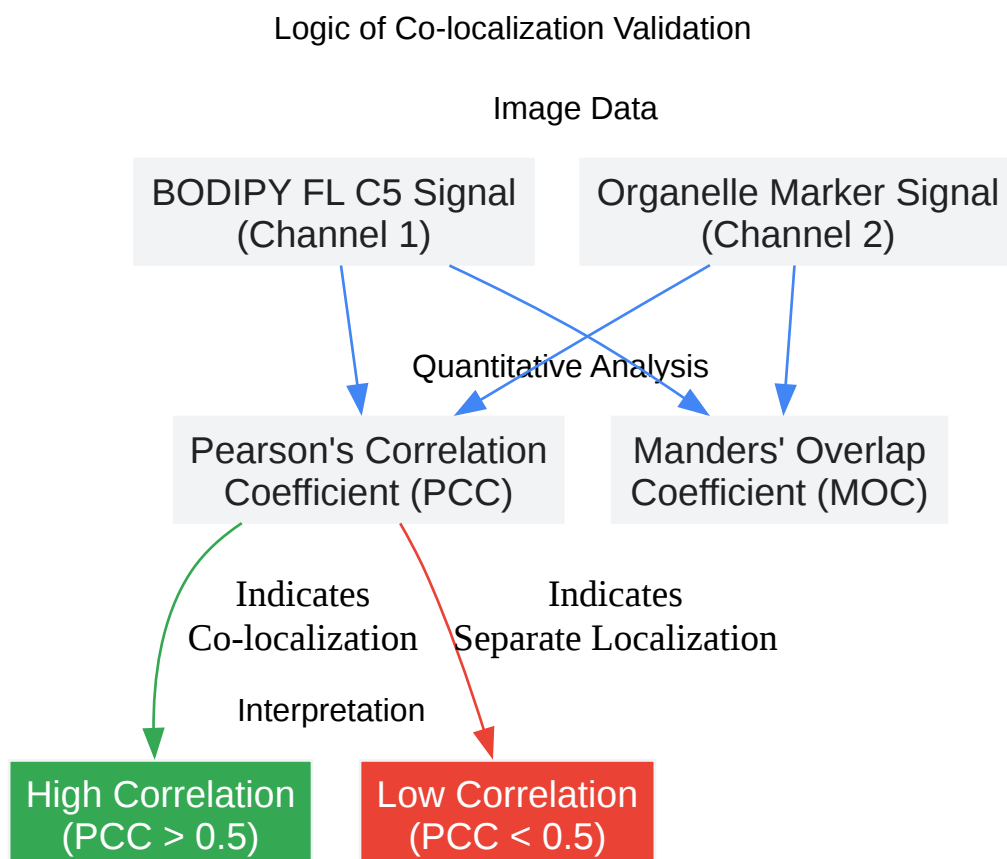 Logic of Co-localization Validation
Image Data
BODIPY FL C5 Signal
(Channel 1)
Organelle Marker Signal
(Channel 2)
Quantitative Analysis
Pearson's Correlation
Coefficient (PCC)
Manders' Overlap
Coefficient (MOC)
Indicates
Co-localization
Indicates
Separate Localization
Interpretation
High Correlation
(PCC > 0.5)
Low Correlation
(PCC < 0.5)